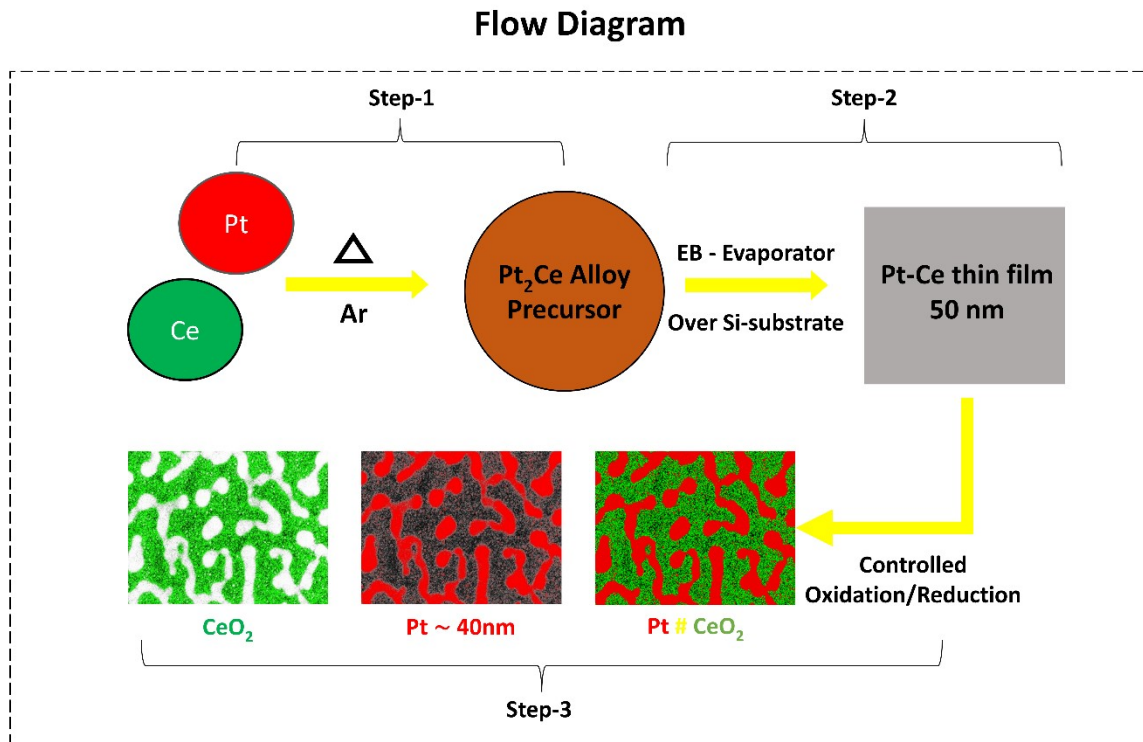 Flow Diagram
Step-1
Step-2
Pt
Ce
△
Ar
Pt₂Ce Alloy
Precursor
EB - Evaporator
Over Si-substrate
Pt-Ce thin film
50 nm
Controlled
Oxidation/Reduction
CeO₂
Pt ~ 40nm
Pt # CeO₂
Step-3